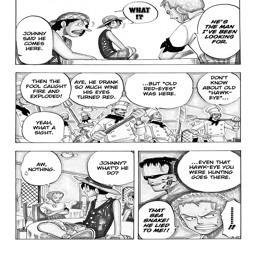 JOHNNY
SAID HE
COMES
HERE.
WHAT
!?
HE'S
THE MAN
I'VE BEEN
LOOKING
FOR.
THEN THE
FOOL CAUGHT
FIRE AND
EXPLODED!
YEAH,
WHAT A
SIGHT.
AYE, HE DRANK
SO MUCH WINE
HIS EYES
TURNED RED.
...BUT "OLD
RED-EYES"
WAS HERE.
DON'T
KNOW ABOUT
OLD "HAWK-
EYE"...
AW,
NOTHING.
JOHNNY?
WHAT'D HE
DO?
...EVEN THAT
HAWK-EYE YOU
WERE HUNTING
GOES THERE.
THAT
SEA
SNAKE!
HE LIED
TO ME!!